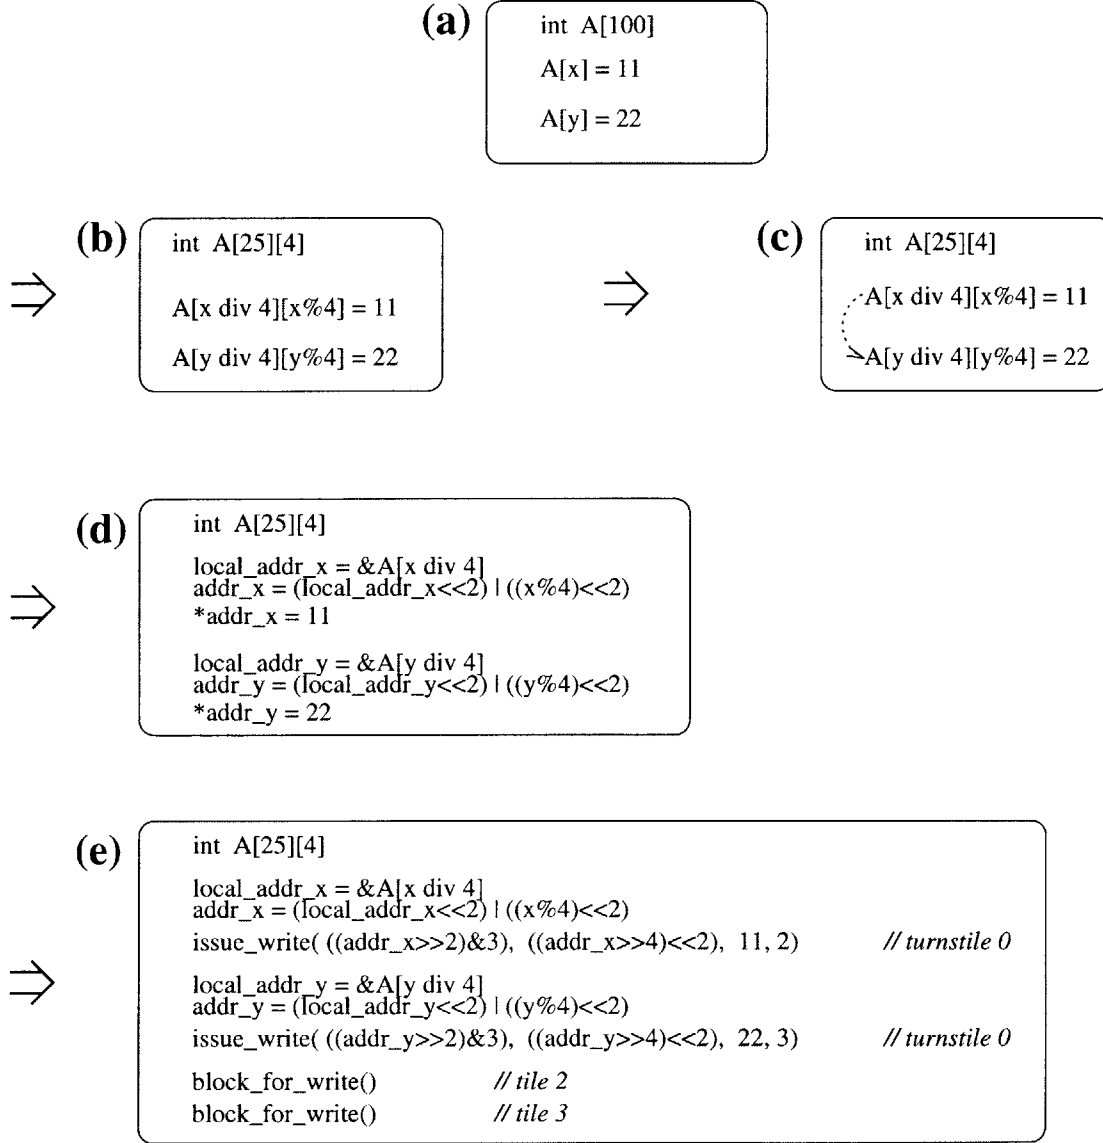 (a)
int A[100]
A[x] = 11
A[y] = 22
(b)
int A[25][4]
A[x div 4][x%4] = 11
A[y div 4][y%4] = 22
(c)
int A[25][4]
A[x div 4][x%4] = 11
A[y div 4][y%4] = 22
(d)
int A[25][4]
local_addr_x = &A[x div 4]
addr_x = (local_addr_x<<2) | ((x%4)<<2)
*addr_x = 11
local_addr_y = &A[y div 4]
addr_y = (local_addr_y<<2) | ((y%4)<<2)
*addr_y = 22
(e)
int A[25][4]
local_addr_x = &A[x div 4]
addr_x = (local_addr_x<<2) | ((x%4)<<2)
issue_write( ((addr_x>>2)&3), ((addr_x>>4)<<2), 11, 2) // turnstile 0
local_addr_y = &A[y div 4]
addr_y = (local_addr_y<<2) | ((y%4)<<2)
issue_write( ((addr_y>>2)&3), ((addr_y>>4)<<2), 22, 3) // turnstile 0
block_for_write() // tile 2
block_for_write() // tile 3